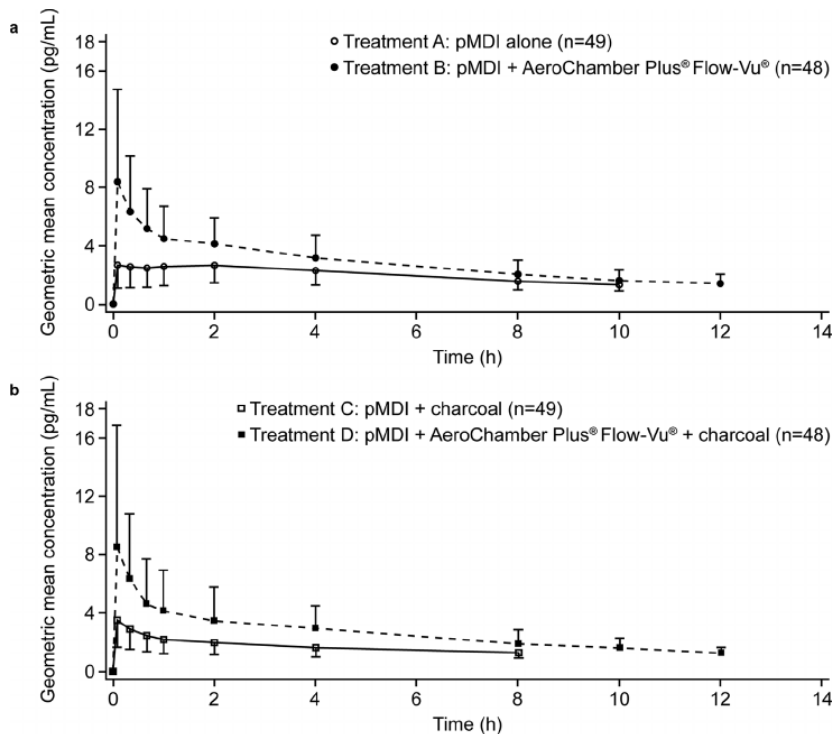 a
Geometric mean concentration (pg/mL)
18
16
12
8
4
0
Treatment A: pMDI alone (n=49)
Treatment B: pMDI + AeroChamber Plus® Flow-Vu® (n=48)
0 2 4 6 8 10 12 14
Time (h)
b
Geometric mean concentration (pg/mL)
18
16
12
8
4
0
Treatment C: pMDI + charcoal (n=49)
Treatment D: pMDI + AeroChamber Plus® Flow-Vu® + charcoal (n=48)
0 2 4 6 8 10 12 14
Time (h)